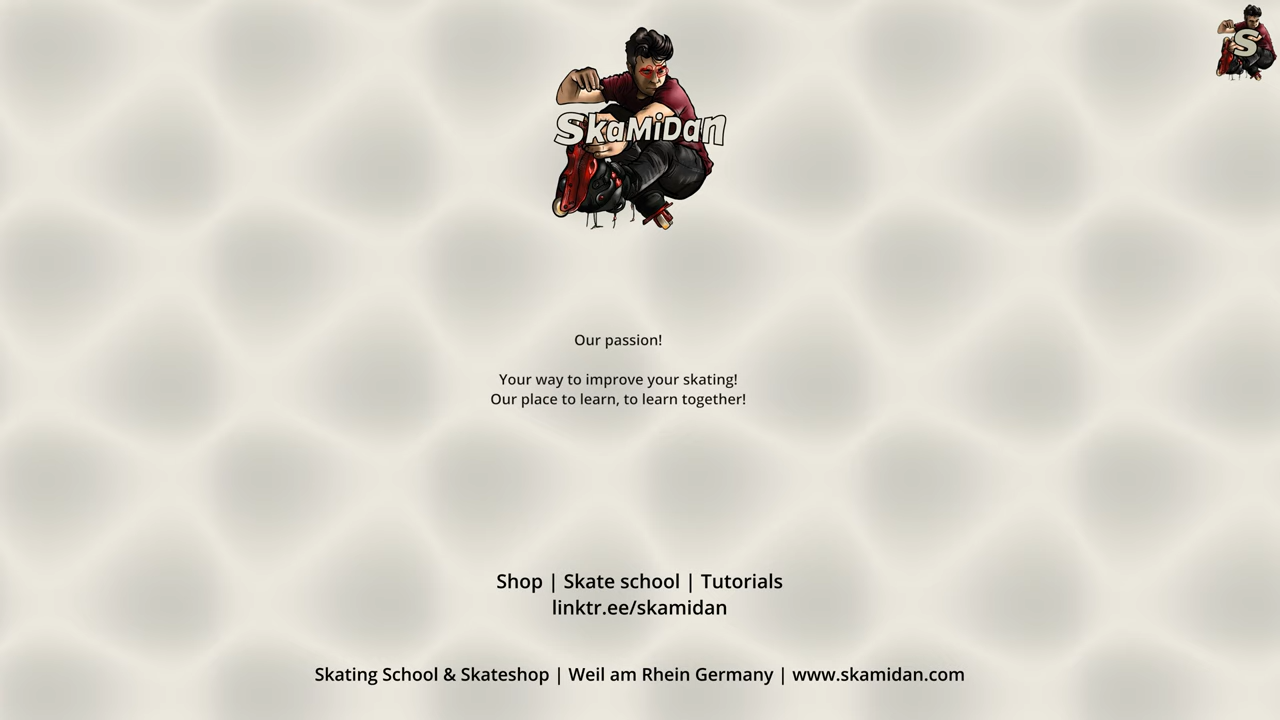 S
SkaMiDan
Our passion!
Your way to improve your skating!
Our place to learn, to learn together!
Shop | Skate school | Tutorials
linktr.ee/skamidan
Skating School & Skateshop | Weil am Rhein Germany | www.skamidan.com